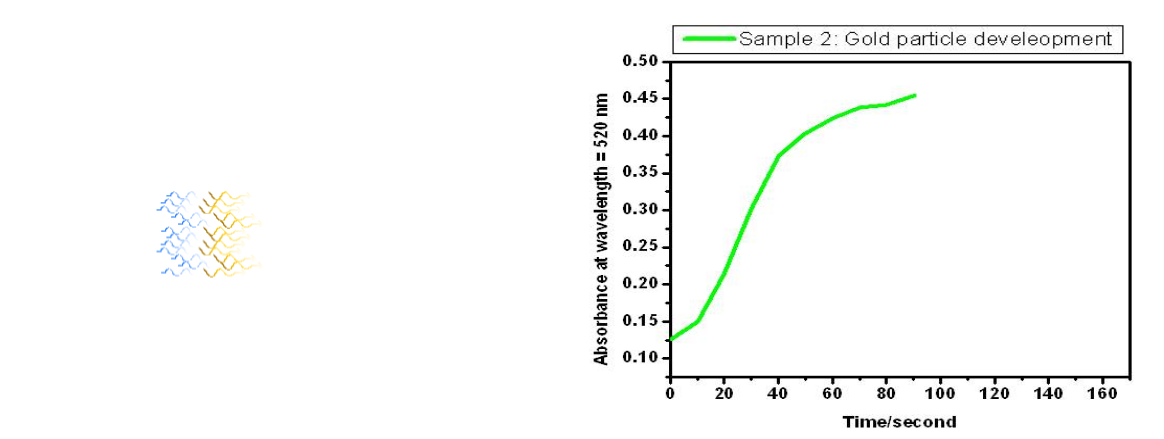 Sample 2: Gold particle develeopment
0.50
0.45
0.40
0.35
0.30
0.25
0.20
0.15
0.10
Absorbance at wavelength = 520 nm
0 20 40 60 80 100 120 140 160
Time/second